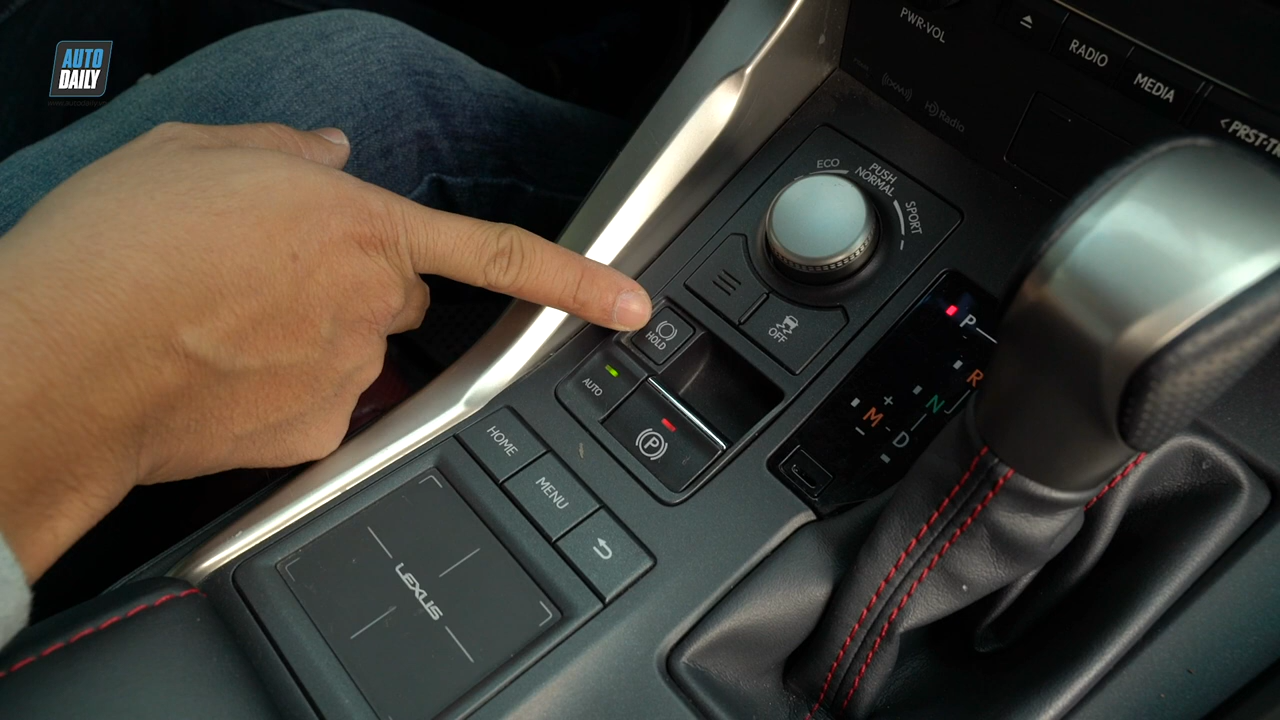 AUTO
DAILY
PWR·VOL
RADIO
MEDIA
< PRST-TR
((XM))
HD Radio
ECO
PUSH
NORMAL
SPORT
OFF
HOLD
AUTO
P
P
R
N
+
M
D
−
HOME
MENU
LEXUS